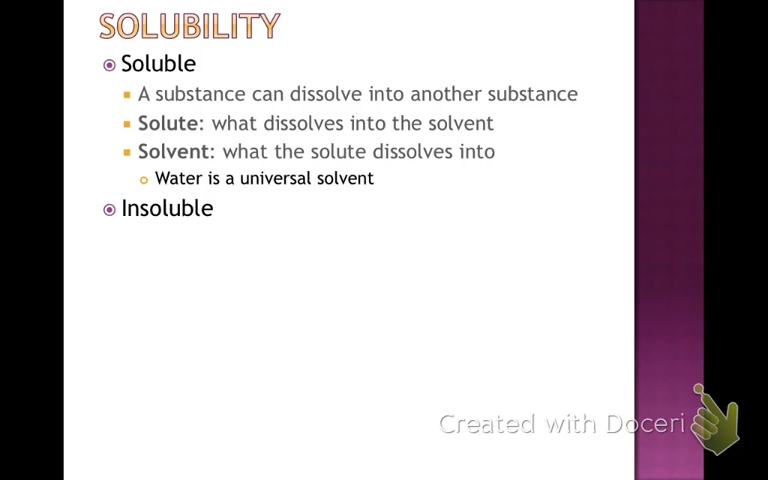 SOLUBILITY
Soluble
A substance can dissolve into another substance
Solute: what dissolves into the solvent
Solvent: what the solute dissolves into
Water is a universal solvent
Insoluble
Created with Doceri